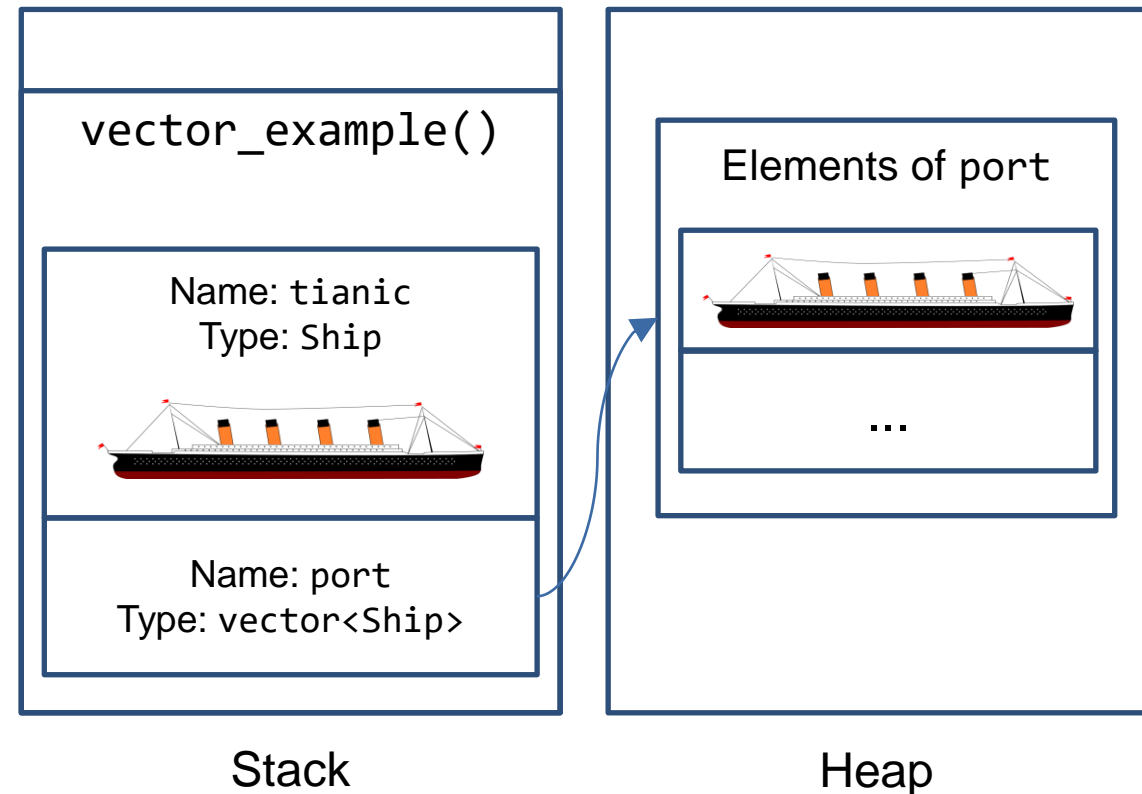 vector_example()
Name: tianic
Type: Ship
Name: port
Type: vector<Ship>
Stack
Elements of port
...
Heap